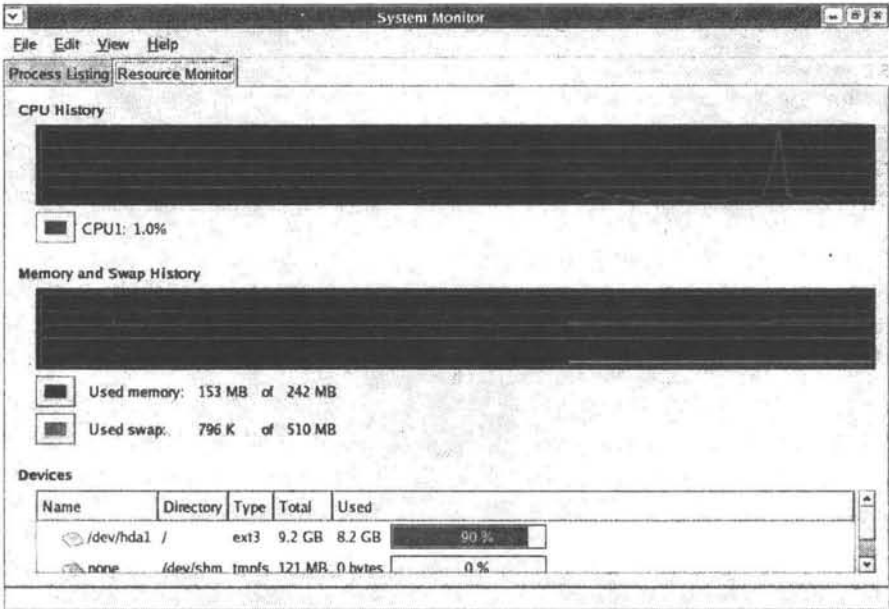 System Monitor
File Edit View Help
Process Listing Resource Monitor
CPU History
CPU1: 1.0%
Memory and Swap History
Used memory: 153 MB of 242 MB
Used swap: 796 K of 510 MB
Devices
Name Directory Type Total Used
/dev/hda1 / ext3 9.2 GB 8.2 GB 90 %
none /dev/shm tmpfs 121 MB 0 bytes 0 %